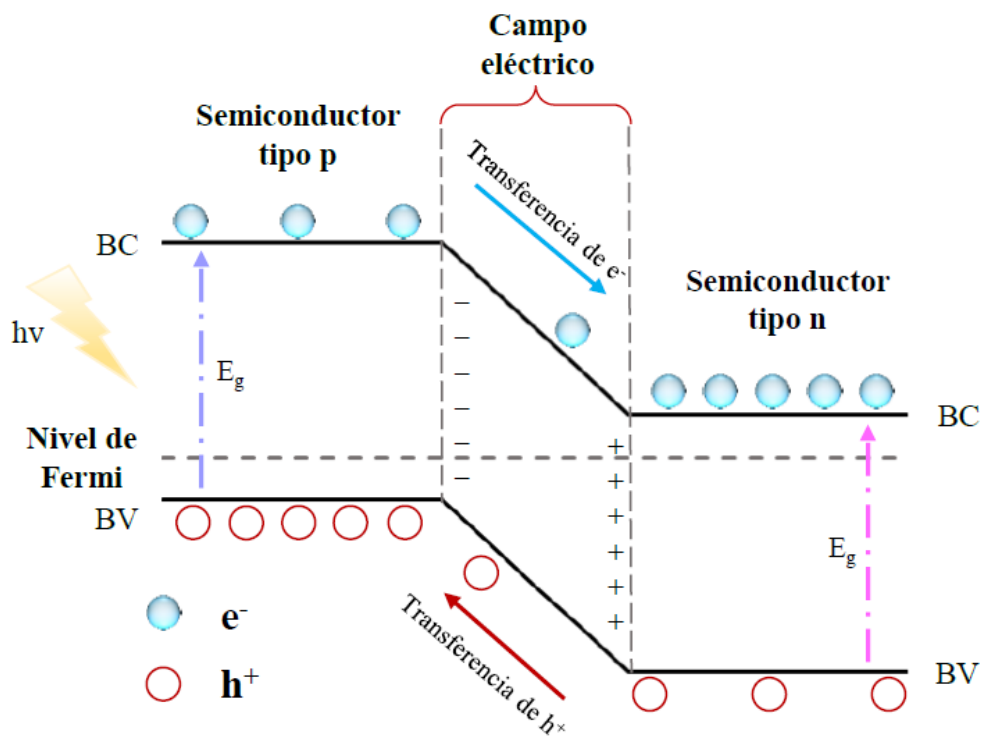 Campo
eléctrico
Semiconductor
tipo p
Transferencia de e-
BC
Semiconductor
tipo n
hv
Eg
BC
Nivel de
Fermi
BV
Eg
e-
Transferencia de h+
h+
BV
− − − − − −
+ + + + + +